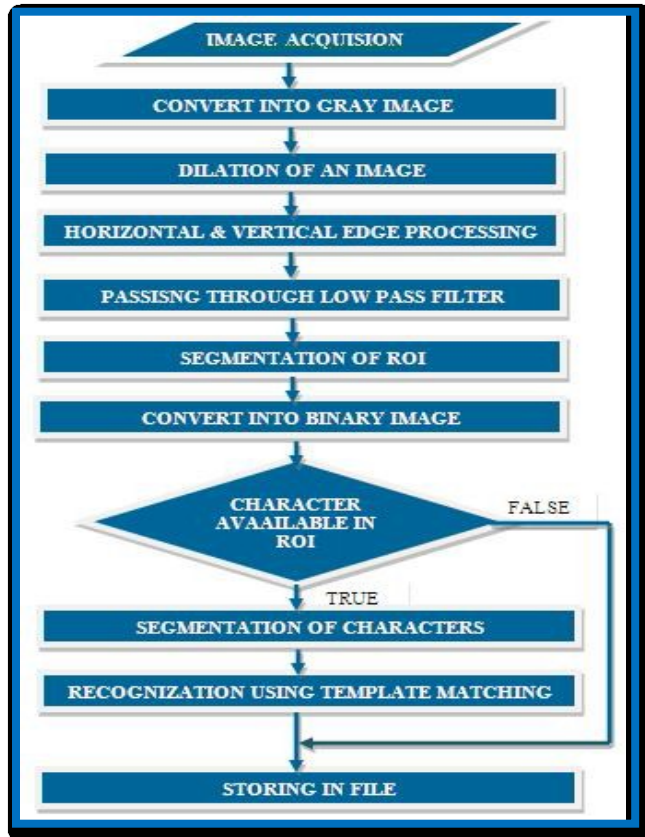 IMAGE ACQUISION
CONVERT INTO GRAY IMAGE
DILATION OF AN IMAGE
HORIZONTAL & VERTICAL EDGE PROCESSING
PASSISNG THROUGH LOW PASS FILTER
SEGMENTATION OF ROI
CONVERT INTO BINARY IMAGE
CHARACTER
AVAAILABLE IN
ROI
FALSE
TRUE
SEGMENTATION OF CHARACTERS
RECOGNIZATION USING TEMPLATE MATCHING
STORING IN FILE